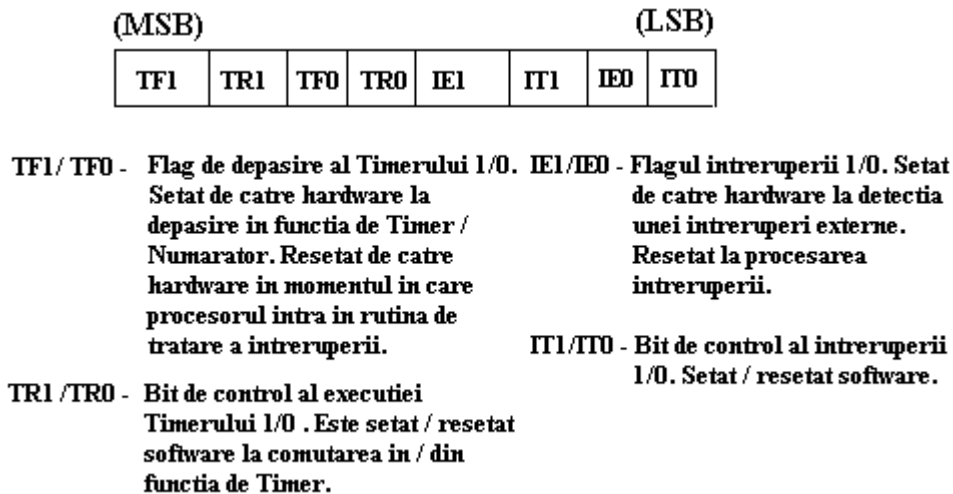 (MSB) (LSB)
TF1 TR1 TF0 TR0 IE1 IT1 IE0 IT0
TF1/ TF0 - Flag de depasire al Timerului 1/0.
Setat de catre hardware la
depasire in functia de Timer /
Numarator. Resetat de catre
hardware in momentul in care
procesorul intra in rutina de
tratare a intreruperii.
TR1 /TR0 - Bit de control al executiei
Timerului 1/0 . Este setat / resetat
software la comutarea in / din
functia de Timer.
IE1/IE0 - Flagul intreruperii 1/0. Setat
de catre hardware la detectia
unei intreruperi externe.
Resetat la procesarea
intreruperii.
IT1/IT0 - Bit de control al intreruperii
1/0. Setat / resetat software.